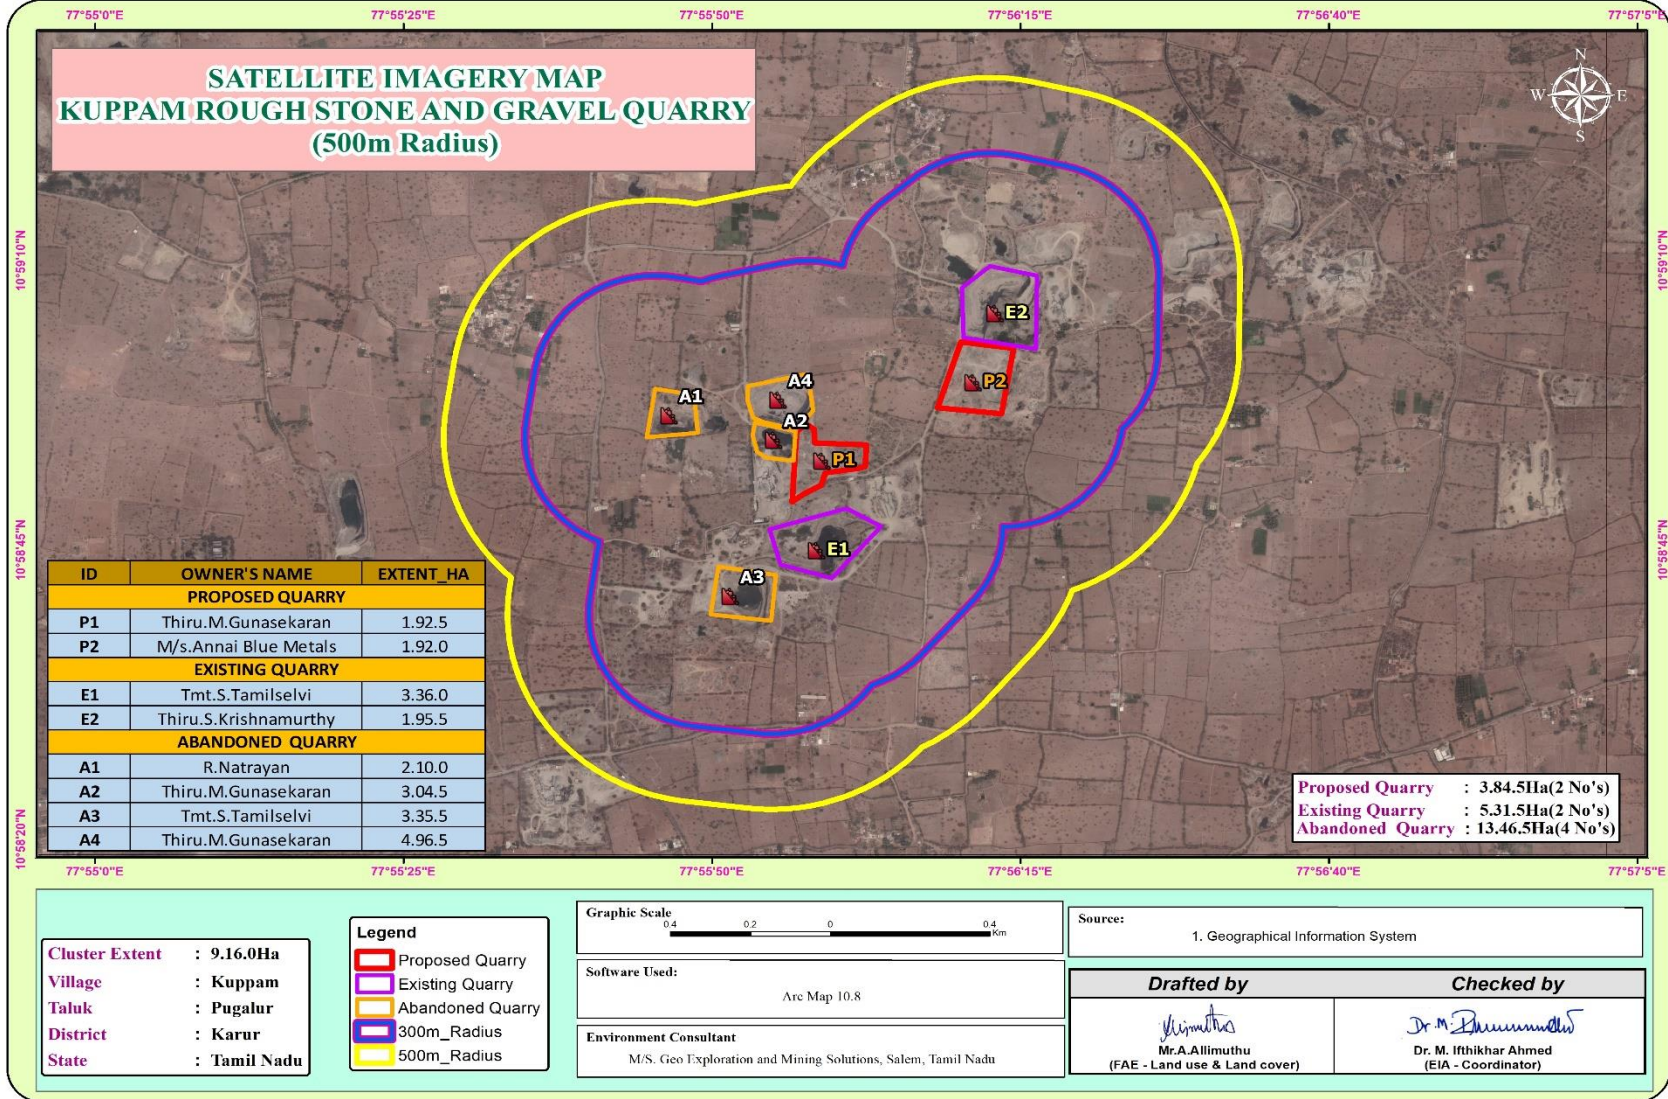 77°55'0"E 77°55'25"E 77°55'50"E 77°56'15"E 77°56'40"E 77°57'5"E
SATELLITE IMAGERY MAP
KUPPAM ROUGH STONE AND GRAVEL QUARRY
(500m Radius)
N
W E
S
10°59'10"N 10°59'10"N
E2
P2
A4
A1
A2
P1
10°58'45"N 10°58'45"N
E1
A3
ID OWNER'S NAME EXTENT_HA
PROPOSED QUARRY
P1 Thiru.M.Gunasekaran 1.92.5
P2 M/s.Annai Blue Metals 1.92.0
EXISTING QUARRY
E1 Tmt.S.Tamilselvi 3.36.0
E2 Thiru.S.Krishnamurthy 1.95.5
ABANDONED QUARRY
A1 R.Natrayan 2.10.0
A2 Thiru.M.Gunasekaran 3.04.5
A3 Tmt.S.Tamilselvi 3.35.5
A4 Thiru.M.Gunasekaran 4.96.5
Proposed Quarry : 3.84.5Ha(2 No's)
Existing Quarry : 5.31.5Ha(2 No's)
Abandoned Quarry : 13.46.5Ha(4 No's)
10°58'20"N 10°58'20"N
77°55'0"E 77°55'25"E 77°55'50"E 77°56'15"E 77°56'40"E 77°57'5"E
Cluster Extent : 9.16.0Ha
Village : Kuppam
Taluk : Pugalur
District : Karur
State : Tamil Nadu
Legend
Proposed Quarry
Existing Quarry
Abandoned Quarry
300m_Radius
500m_Radius
Graphic Scale
0.4 0.2 0 0.4
Km
Software Used:
Arc Map 10.8
Environment Consultant
M/S. Geo Exploration and Mining Solutions, Salem, Tamil Nadu
Source:
1. Geographical Information System
Drafted by Checked by
Dr. M.
Mr.A.Allimuthu Dr. M. Ifthikhar Ahmed
(FAE - Land use & Land cover) (EIA - Coordinator)